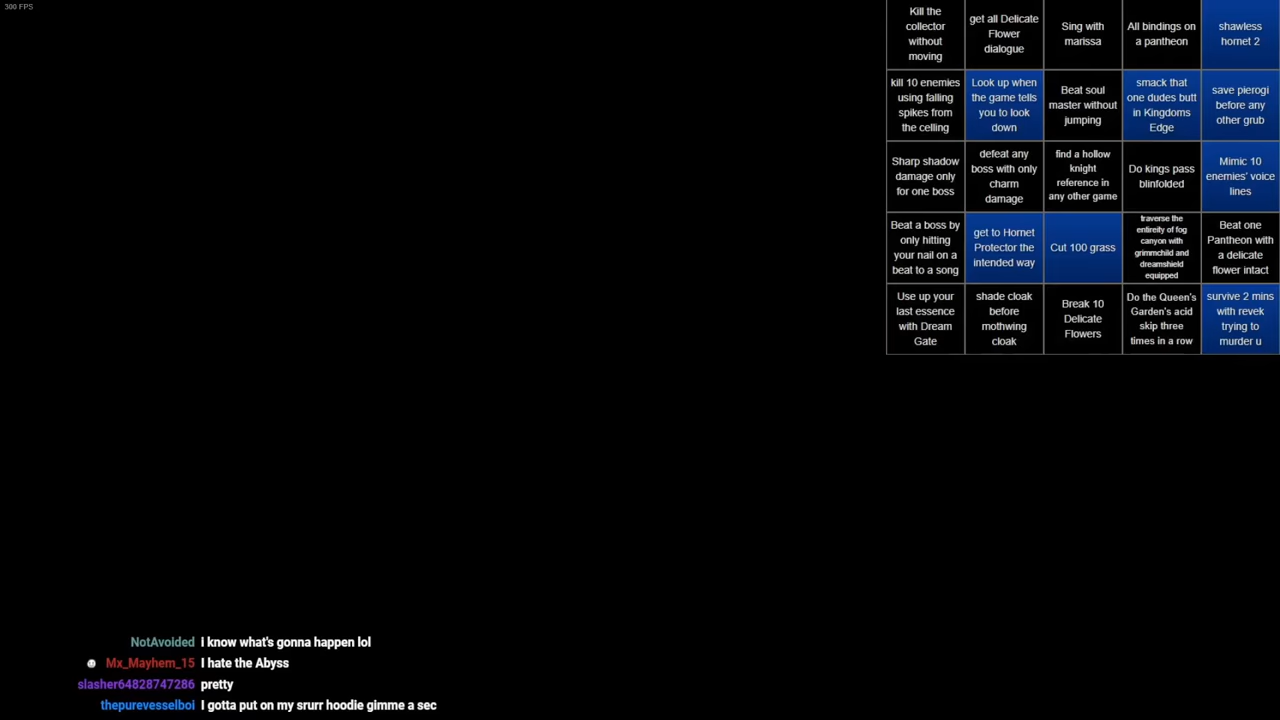 300 FPS
Kill the
collector
without
moving
get all Delicate
Flower
dialogue
Sing with
marissa
All bindings on
a pantheon
shawless
hornet 2
kill 10 enemies
using falling
spikes from
the celling
Look up when
the game tells
you to look
down
Beat soul
master without
jumping
smack that
one dudes butt
in Kingdoms
Edge
save pierogi
before any
other grub
Sharp shadow
damage only
for one boss
defeat any
boss with only
charm
damage
find a hollow
knight
reference in
any other game
Do kings pass
blinfolded
Mimic 10
enemies' voice
lines
Beat a boss by
only hitting
your nail on a
beat to a song
get to Hornet
Protector the
intended way
Cut 100 grass
traverse the
entireity of fog
canyon with
grimmchild and
dreamshield
equipped
Beat one
Pantheon with
a delicate
flower intact
Use up your
last essence
with Dream
Gate
shade cloak
before
mothwing
cloak
Break 10
Delicate
Flowers
Do the Queen's
Garden's acid
skip three
times in a row
survive 2 mins
with revek
trying to
murder u
NotAvoided i know what's gonna happen lol
Mx_Mayhem_15 I hate the Abyss
slasher64828747286 pretty
thepurevesselboi I gotta put on my srurr hoodie gimme a sec